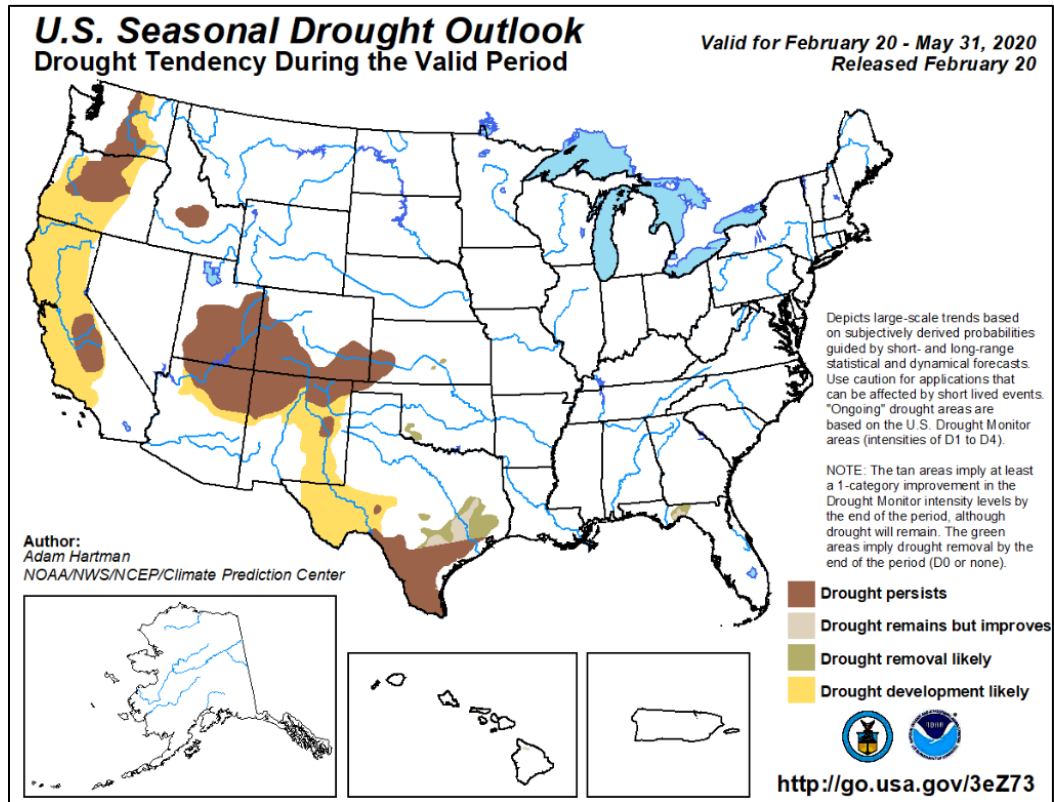 U.S. Seasonal Drought Outlook
Drought Tendency During the Valid Period
Valid for February 20 - May 31, 2020
Released February 20
Depicts large-scale trends based
on subjectively derived probabilities
guided by short- and long-range
statistical and dynamical forecasts.
Use caution for applications that
can be affected by short lived events.
"Ongoing" drought areas are
based on the U.S. Drought Monitor
areas (intensities of D1 to D4).
NOTE: The tan areas imply at least
a 1-category improvement in the
Drought Monitor intensity levels by
the end of the period, although
drought will remain. The green
areas imply drought removal by the
end of the period (D0 or none).
Author:
Adam Hartman
NOAA/NWS/NCEP/Climate Prediction Center
Drought persists
Drought remains but improves
Drought removal likely
Drought development likely
http://go.usa.gov/3eZ73